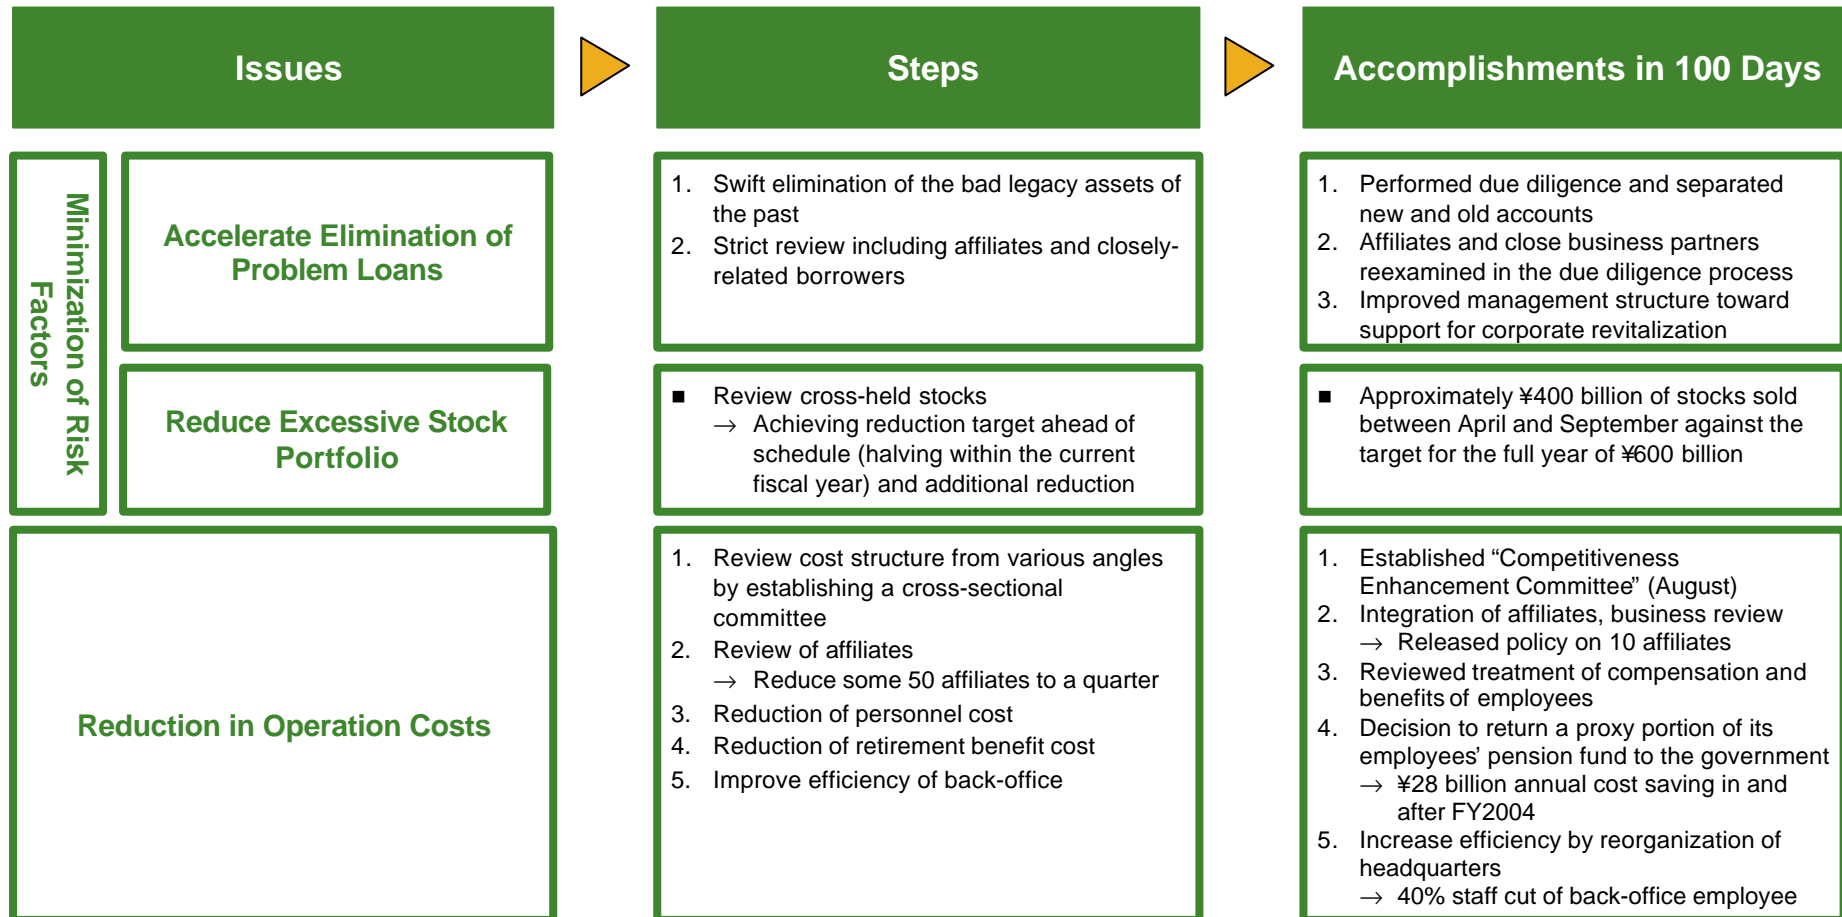 Issues
Steps
Accomplishments in 100 Days
Minimization of Risk
Factors
Accelerate Elimination of
Problem Loans
1. Swift elimination of the bad legacy assets of
the past
2. Strict review including affiliates and closely-
related borrowers
1. Performed due diligence and separated
new and old accounts
2. Affiliates and close business partners
reexamined in the due diligence process
3. Improved management structure toward
support for corporate revitalization
Reduce Excessive Stock
Portfolio
■ Review cross-held stocks
→ Achieving reduction target ahead of
schedule (halving within the current
fiscal year) and additional reduction
■ Approximately ¥400 billion of stocks sold
between April and September against the
target for the full year of ¥600 billion
Reduction in Operation Costs
1. Review cost structure from various angles
by establishing a cross-sectional
committee
2. Review of affiliates
→ Reduce some 50 affiliates to a quarter
3. Reduction of personnel cost
4. Reduction of retirement benefit cost
5. Improve efficiency of back-office
1. Established “Competitiveness
Enhancement Committee” (August)
2. Integration of affiliates, business review
→ Released policy on 10 affiliates
3. Reviewed treatment of compensation and
benefits of employees
4. Decision to return a proxy portion of its
employees’ pension fund to the government
→ ¥28 billion annual cost saving in and
after FY2004
5. Increase efficiency by reorganization of
headquarters
→ 40% staff cut of back-office employee